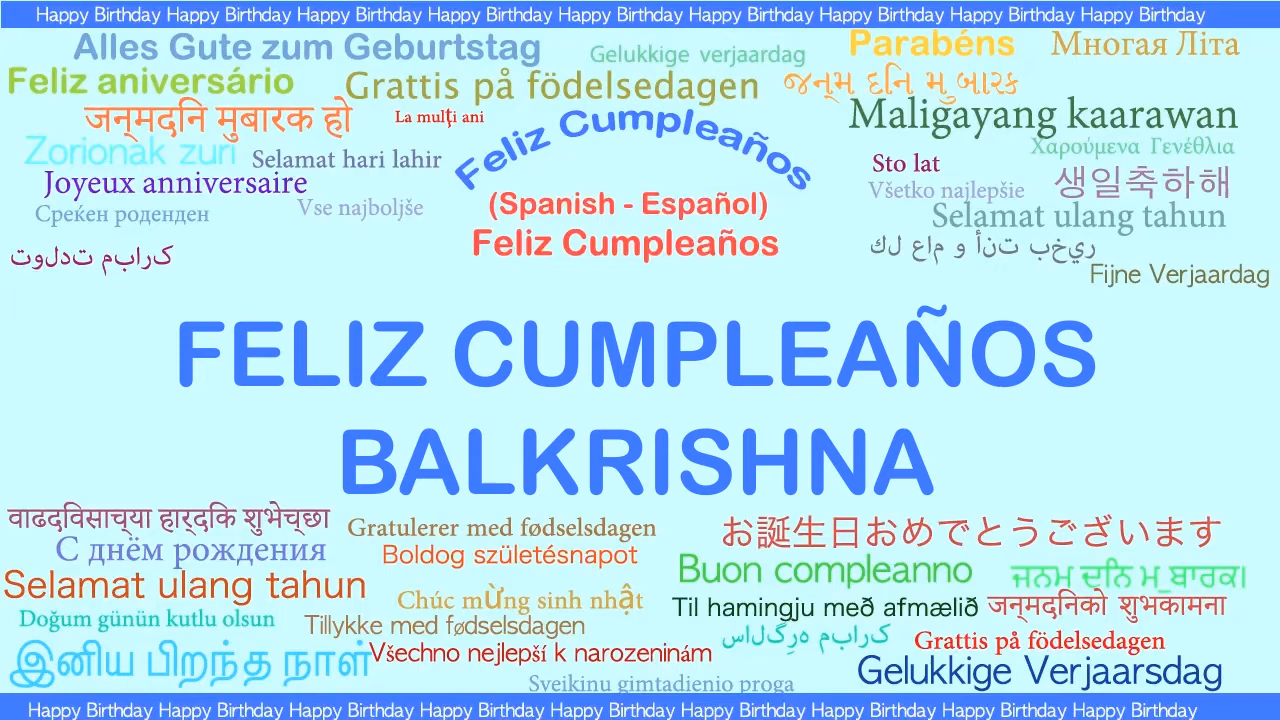 Happy Birthday Happy Birthday Happy Birthday Happy Birthday Happy Birthday Happy Birthday Happy Birthday Happy Birthday Happy Birthday
Alles Gute zum Geburtstag
Gelukkige verjaardag
Parabéns
Многая Літа
Feliz aniversário
Grattis på födelsedagen
જન્મ દનિ મુબારક
जन्मदनि मुबारक हो
La mulţi ani
Feliz Cumpleaños
Maligayang kaarawan
Zorionak zuri
Selamat hari lahir
Χαρούμενα Γενέθλια
Sto lat
Joyeux anniversaire
Všetko najlepšie
생일축하해
Среќен роденден
Vse najboljše
(Spanish - Español)
Selamat ulang tahun
تولدت مبارک
Feliz Cumpleaños
كل عام و أنت بخير
Fijne Verjaardag
FELIZ CUMPLEAÑOS
BALKRISHNA
वाढदविसाच्या हार्दकि शुभेच्छा
Gratulerer med fødselsdagen
お誕生日おめでとうございます
С днём рождения
Boldog születésnapot
Buon compleanno
ਜਨਮ ਦਨਿ ਮੁਬਾਰਕ।
Selamat ulang tahun
Chúc mừng sinh nhật
Til hamingju með afmælið
जन्मदनिको शुभकामना
Doğum günün kutlu olsun
Tillykke med fødselsdagen
سالگرہ مبارک
Grattis på födelsedagen
இனிய பிறந்த நாள்
Všechno nejlepší k narozeninám
Gelukkige Verjaarsdag
Sveikinu gimtadienio proga
Happy Birthday Happy Birthday Happy Birthday Happy Birthday Happy Birthday Happy Birthday Happy Birthday Happy Birthday Happy Birthday